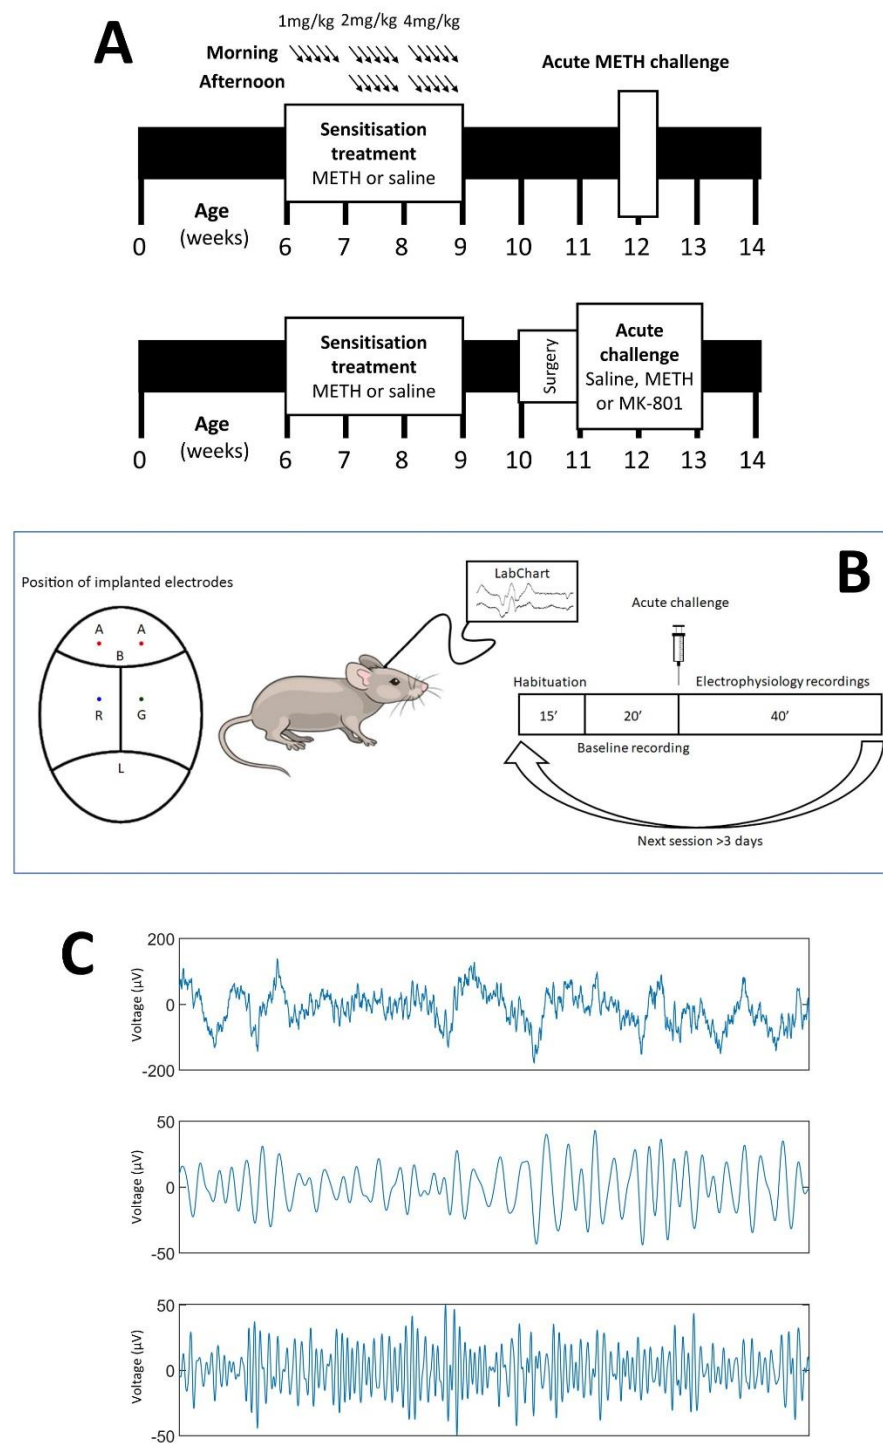 A
1mg/kg 2mg/kg 4mg/kg
Morning
Afternoon
Acute METH challenge
Sensitisation
treatment
METH or saline
Age
(weeks)
0 6 7 8 9 10 11 12 13 14
Sensitisation
treatment
METH or saline
Surgery
Acute
challenge
Saline, METH
or MK-801
Age
(weeks)
0 6 7 8 9 10 11 12 13 14
B
Position of implanted electrodes
A A
B
R G
L
LabChart
Acute challenge
Habituation
Electrophysiology recordings
15’ 20’ 40’
Baseline recording
Next session >3 days
C
200
0
-200
Voltage (µV)
50
0
-50
Voltage (µV)
50
0
-50
Voltage (µV)